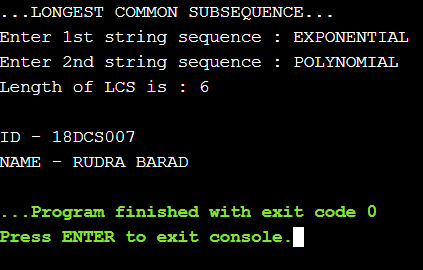 ...LONGEST COMMON SUBSEQUENCE...
Enter 1st string sequence : EXPONENTIAL
Enter 2nd string sequence : POLYNOMIAL
Length of LCS is : 6
ID - 18DCS007
NAME - RUDRA BARAD
...Program finished with exit code 0
Press ENTER to exit console.